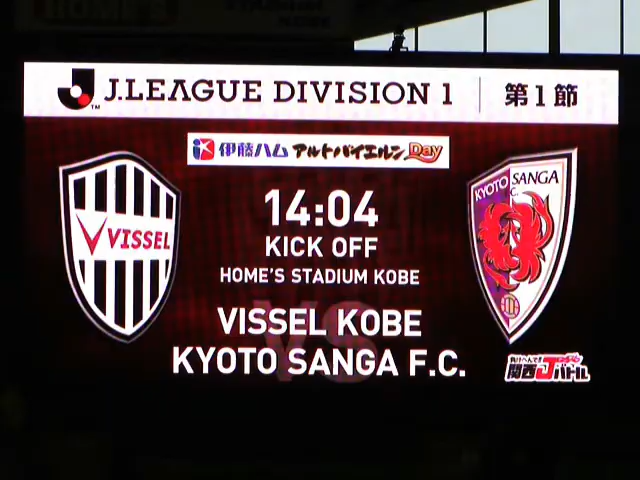 J.LEAGUE DIVISION 1 第1節
TM
伊藤ハム アルトバイエルン Day
14:04
KICK OFF
HOME'S STADIUM KOBE
VS
VISSEL KOBE
KYOTO SANGA F.C.
VISSEL
KYOTO SANGA
F.C.
関西Jバトル